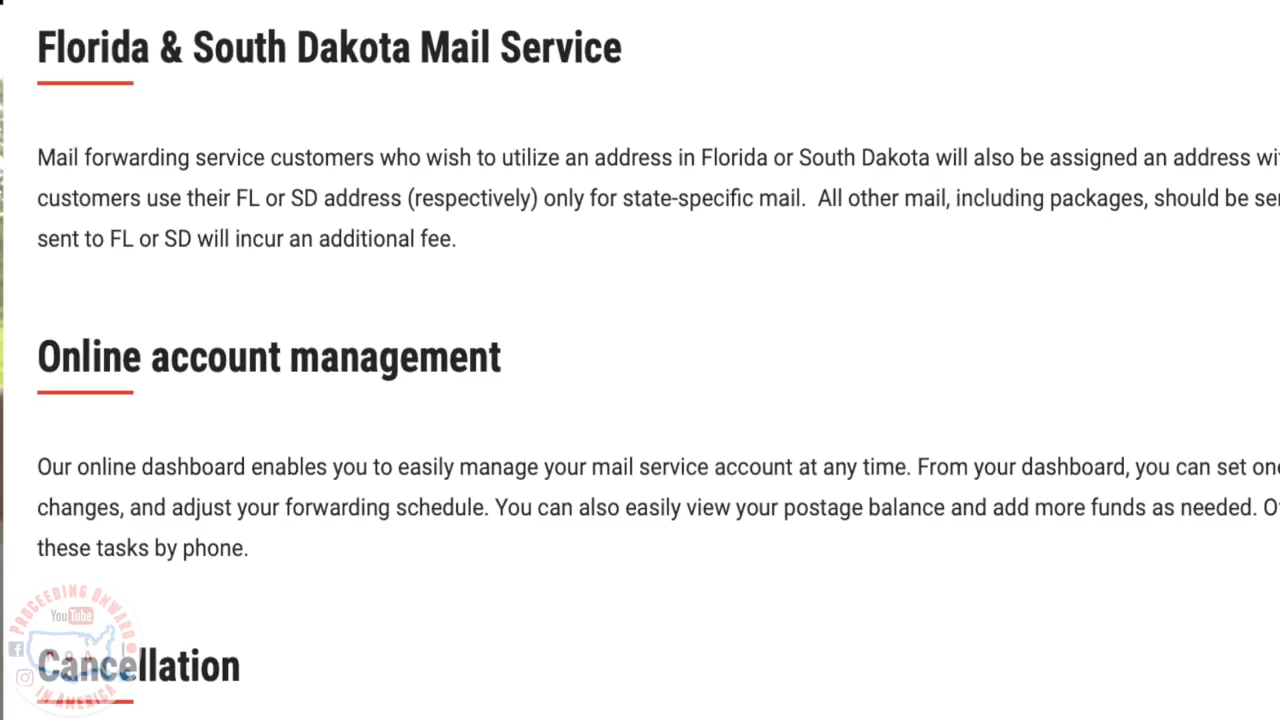 Florida & South Dakota Mail Service
Mail forwarding service customers who wish to utilize an address in Florida or South Dakota will also be assigned an address
customers use their FL or SD address (respectively) only for state-specific mail. All other mail, including packages, should be
sent to FL or SD will incur an additional fee.
Online account management
Our online dashboard enables you to easily manage your mail service account at any time. From your dashboard, you can set
changes, and adjust your forwarding schedule. You can also easily view your postage balance and add more funds as needed.
these tasks by phone.
PROCEEDING ONWARD
YouTube
Cancellation
IN AMERICA